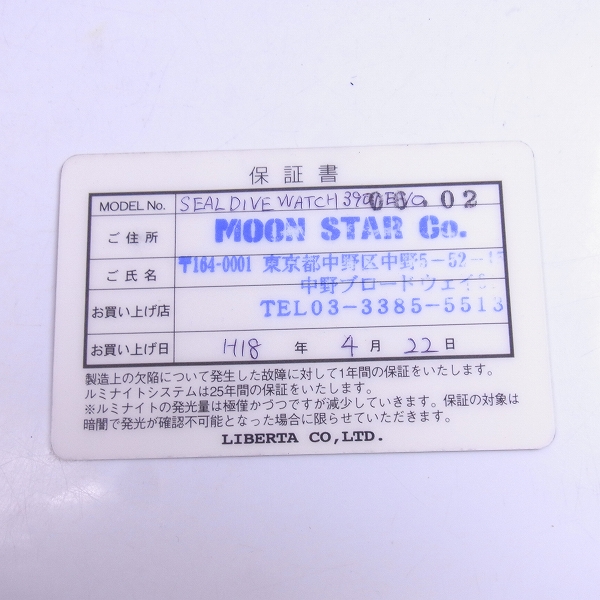 保証書
MODEL No. SEAL DIVE WATCH 390 06.02
ご住所 MOON STAR Co.
ご氏名 〒164-0001 東京都中野区中野5-52-15
中野ブロードウェイ
お買い上げ店 TEL03-3385-5513
お買い上げ日 H18 年 4 月 22 日
製造上の欠陥について発生した故障に対して1年間の保証をいたします。
ルミナイトシステムは25年間の保証をいたします。
※ルミナイトの発光量は極僅かづつですが減少していきます。保証の対象は
暗闇で発光が確認不可能となった場合に限らせていただきます。
LIBERTA CO,LTD.